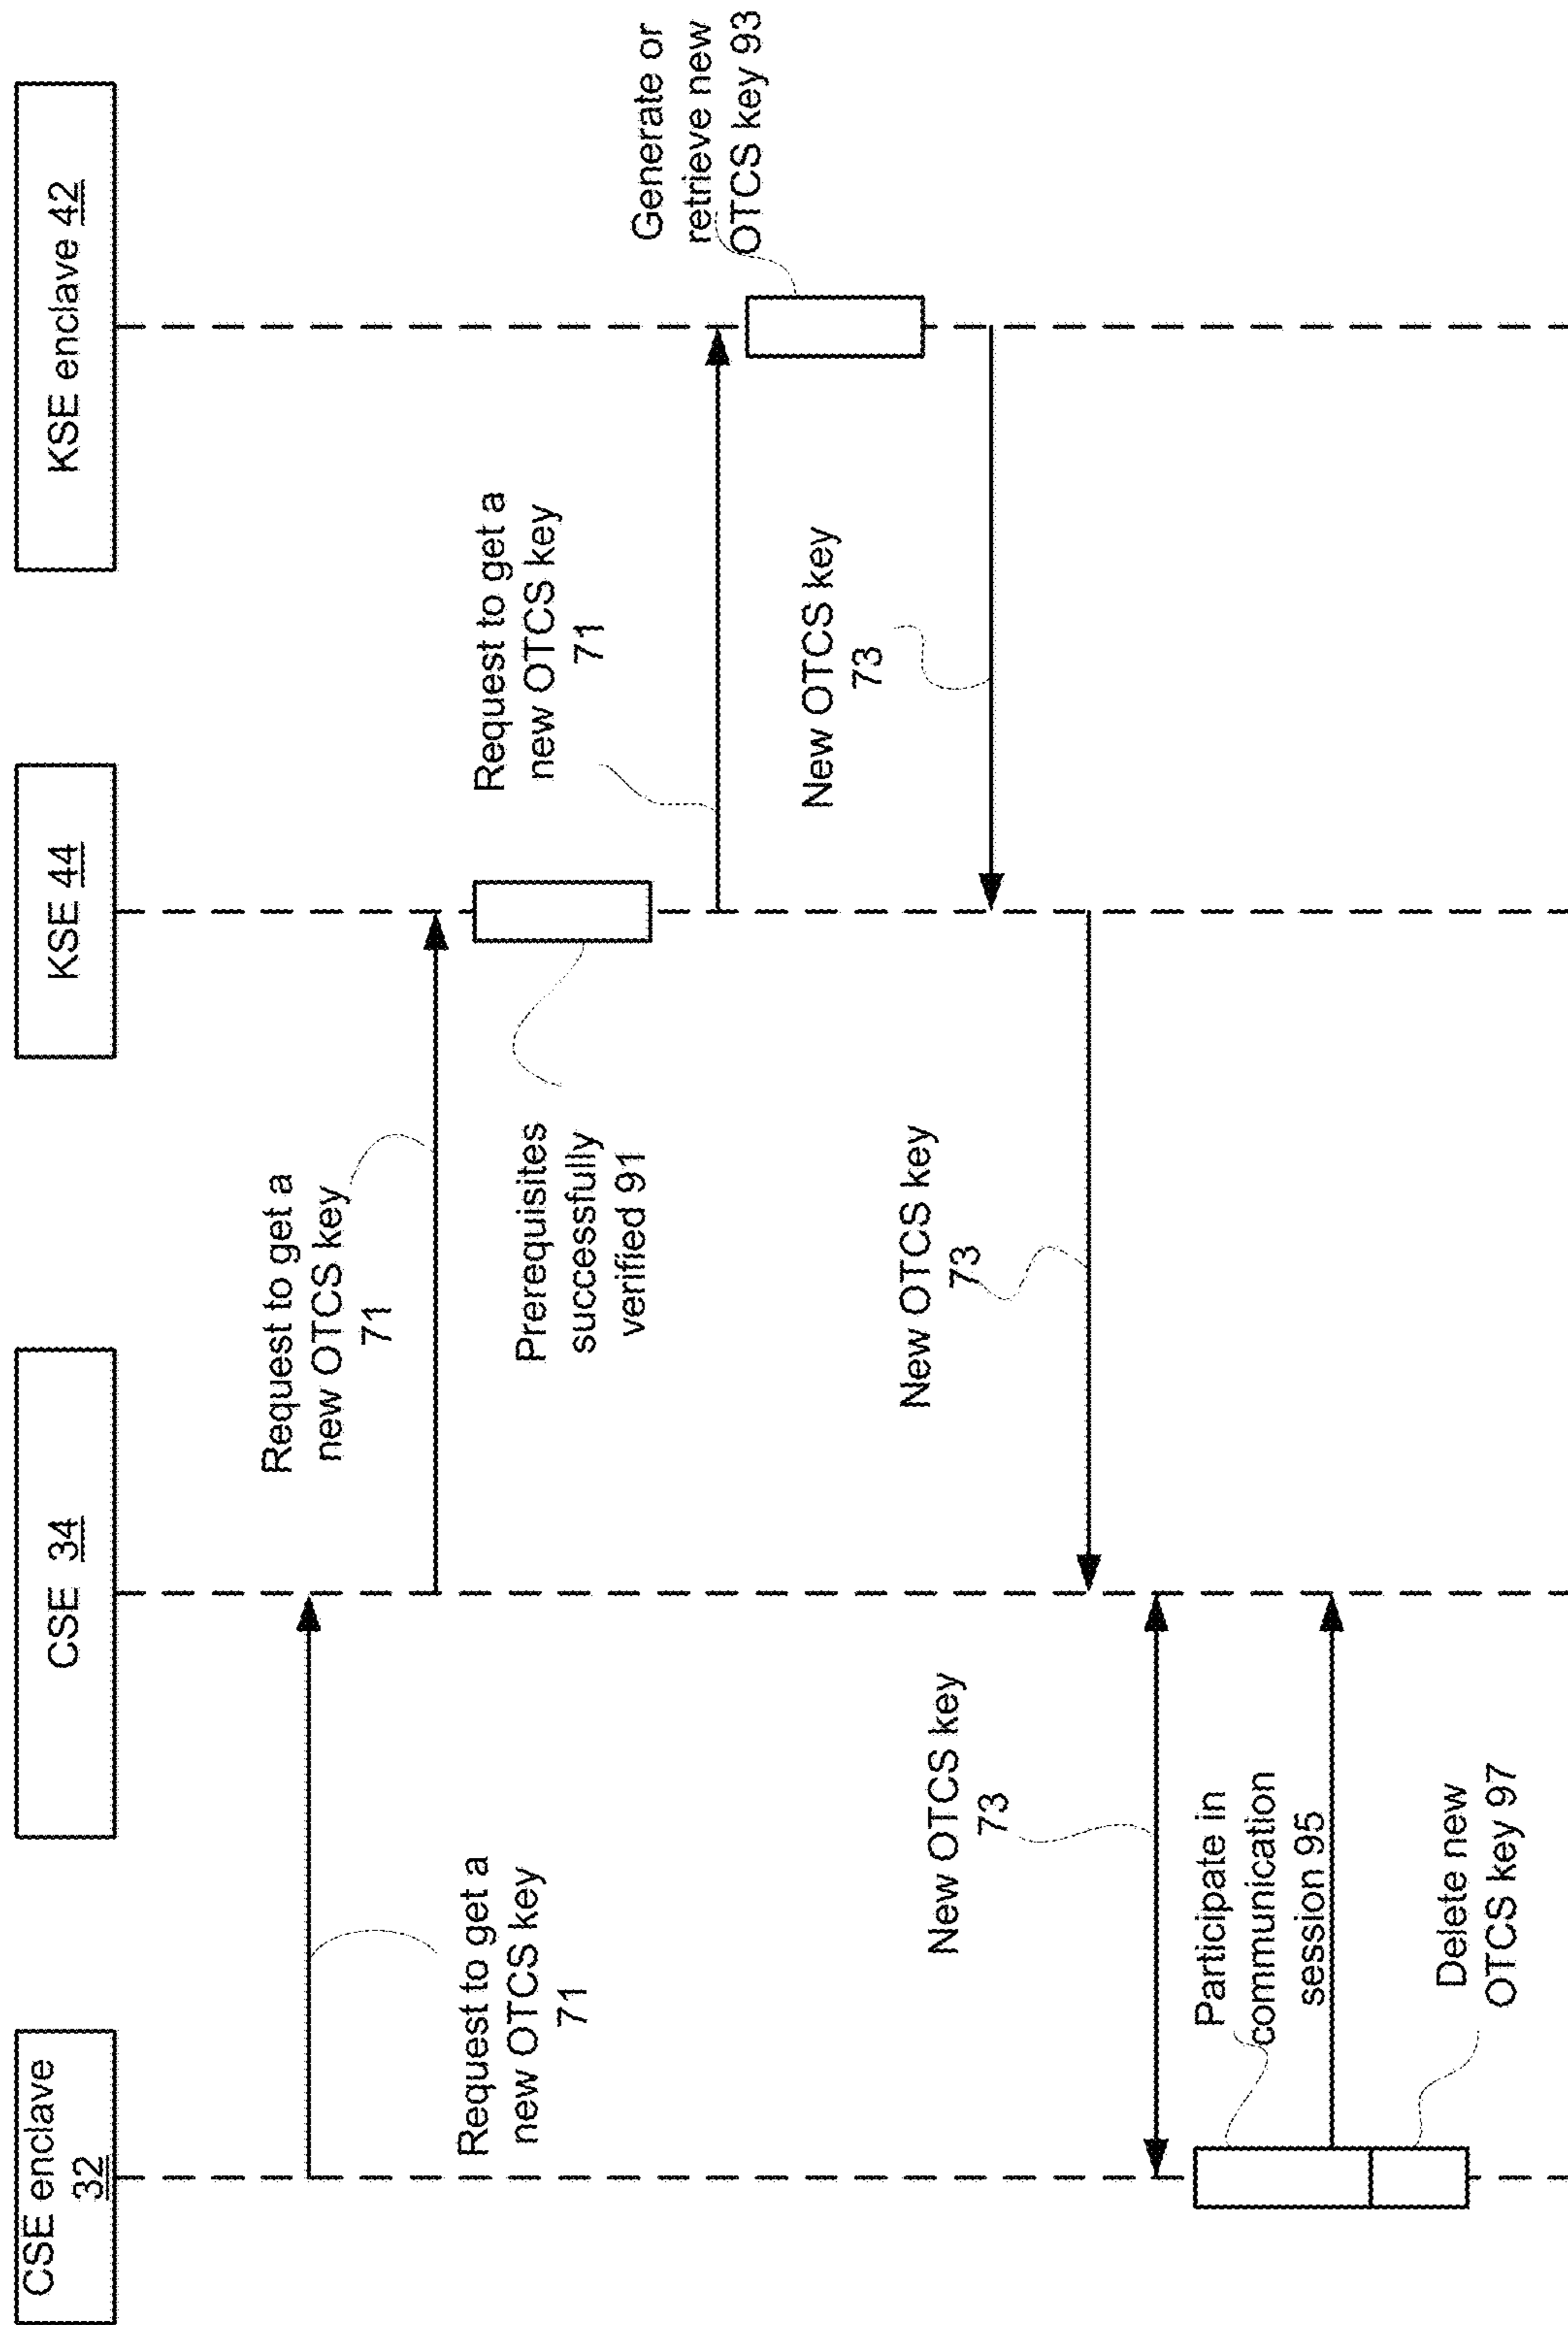 CSE enclave
32
CSE 34
KSE 44
KSE enclave 42
Request to get a
new OTCS key
71
Request to get a
new OTCS key
71
Prerequisites
successfully
verified 91
Request to get a
new OTCS key
71
Generate or
retrieve new
OTCS key 93
New OTCS key
73
New OTCS key
73
New OTCS key
73
Participate in
communication
session 95
Delete new
OTCS key 97